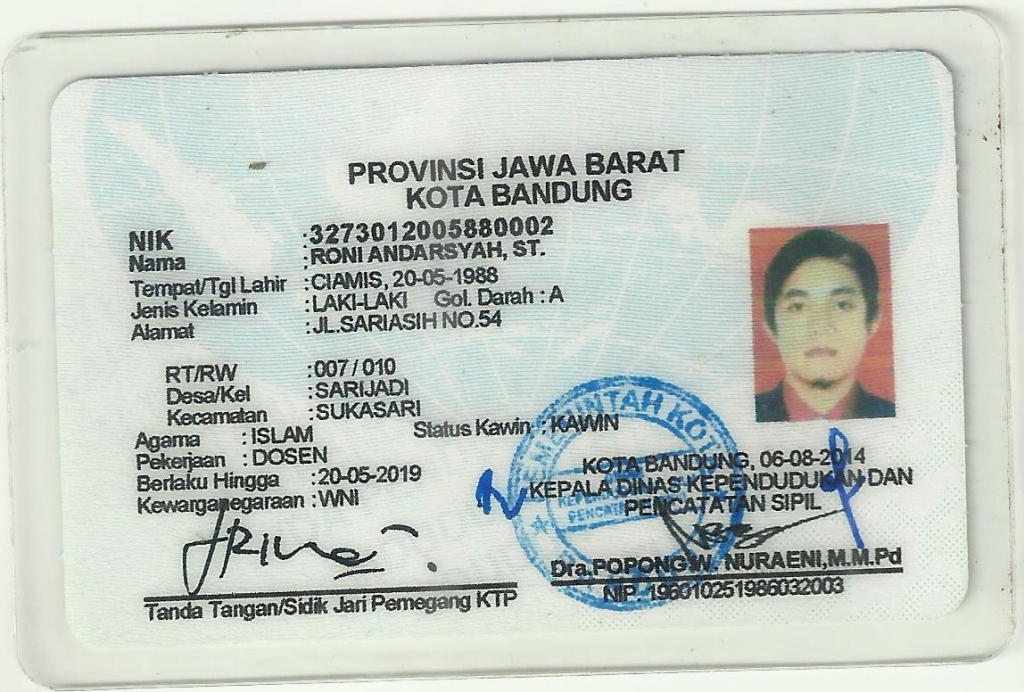 PROVINSI JAWA BARAT
KOTA BANDUNG
NIK :3273012005880002
Nama :RONI ANDARSYAH, ST.
Tempat/Tgl Lahir :CIAMIS, 20-05-1988
Jenis Kelamin :LAKI-LAKI Gol. Darah : A
Alamat :JL.SARIASIH NO.54
RT/RW :007 / 010
Desa/Kel :SARIJADI
Kecamatan :SUKASARI
Agama :ISLAM Status Kawin :KAWIN
Pekerjaan :DOSEN
Berlaku Hingga :20-05-2019
Kewarganegaraan :WNI
KOTA BANDUNG, 06-08-2014
KEPALA DINAS KEPENDUDUKAN DAN
PENCATATAN SIPIL
Dra.POPONG W. NURAENI,M.M.Pd
NIP. 196010251986032003
Tanda Tangan/Sidik Jari Pemegang KTP